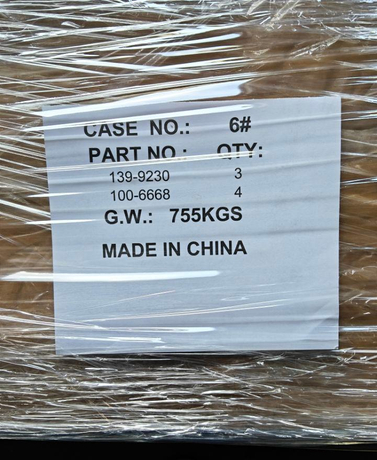 CASE NO.: 6#
PART NO.: QTY:
139-9230 3
100-6668 4
G.W.: 755KGS
MADE IN CHINA